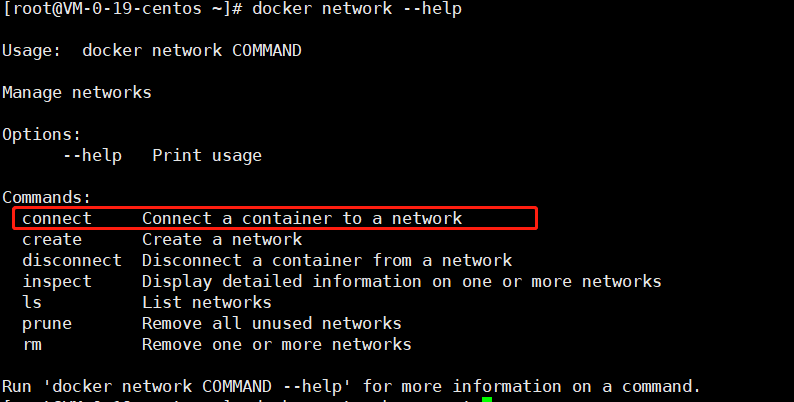 [root@VM-0-19-centos ~]# docker network --help
Usage:  docker network COMMAND
Manage networks
Options:
      --help   Print usage
Commands:
  connect     Connect a container to a network
  create      Create a network
  disconnect  Disconnect a container from a network
  inspect     Display detailed information on one or more networks
  ls          List networks
  prune       Remove all unused networks
  rm          Remove one or more networks
Run 'docker network COMMAND --help' for more information on a command.